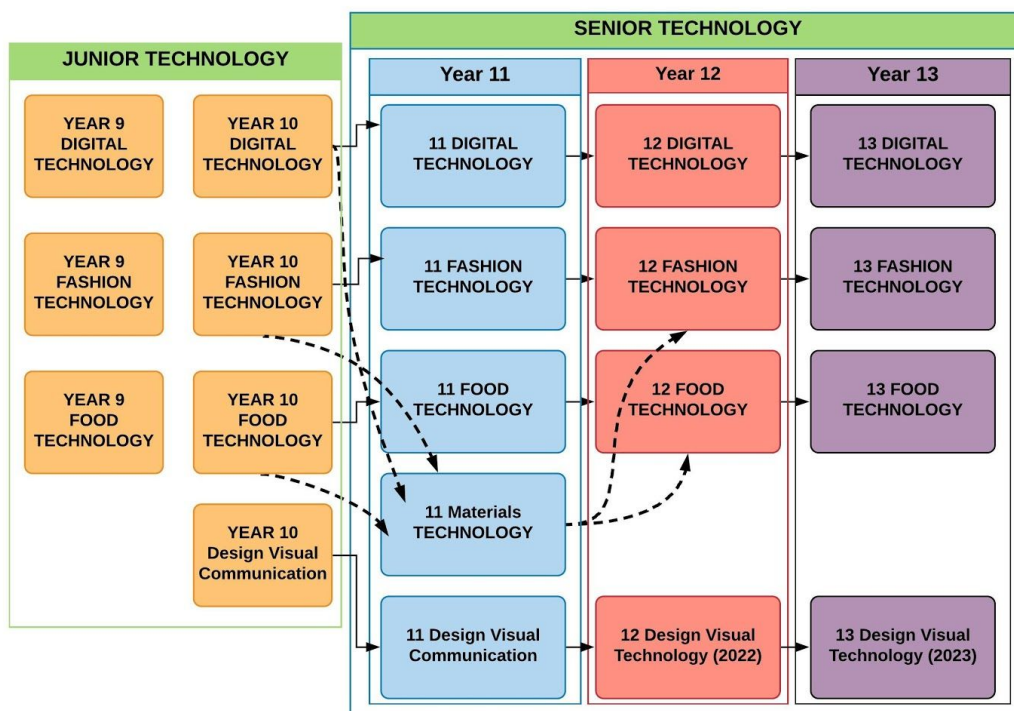 SENIOR TECHNOLOGY
JUNIOR TECHNOLOGY
Year 11
Year 12
Year 13
YEAR 9
DIGITAL
TECHNOLOGY
YEAR 10
DIGITAL
TECHNOLOGY
11 DIGITAL
TECHNOLOGY
12 DIGITAL
TECHNOLOGY
13 DIGITAL
TECHNOLOGY
YEAR 9
FASHION
TECHNOLOGY
YEAR 10
FASHION
TECHNOLOGY
11 FASHION
TECHNOLOGY
12 FASHION
TECHNOLOGY
13 FASHION
TECHNOLOGY
YEAR 9
FOOD
TECHNOLOGY
YEAR 10
FOOD
TECHNOLOGY
11 FOOD
TECHNOLOGY
12 FOOD
TECHNOLOGY
13 FOOD
TECHNOLOGY
11 Materials
TECHNOLOGY
YEAR 10
Design Visual
Communication
11 Design Visual
Communication
12 Design Visual
Technology (2022)
13 Design Visual
Technology (2023)